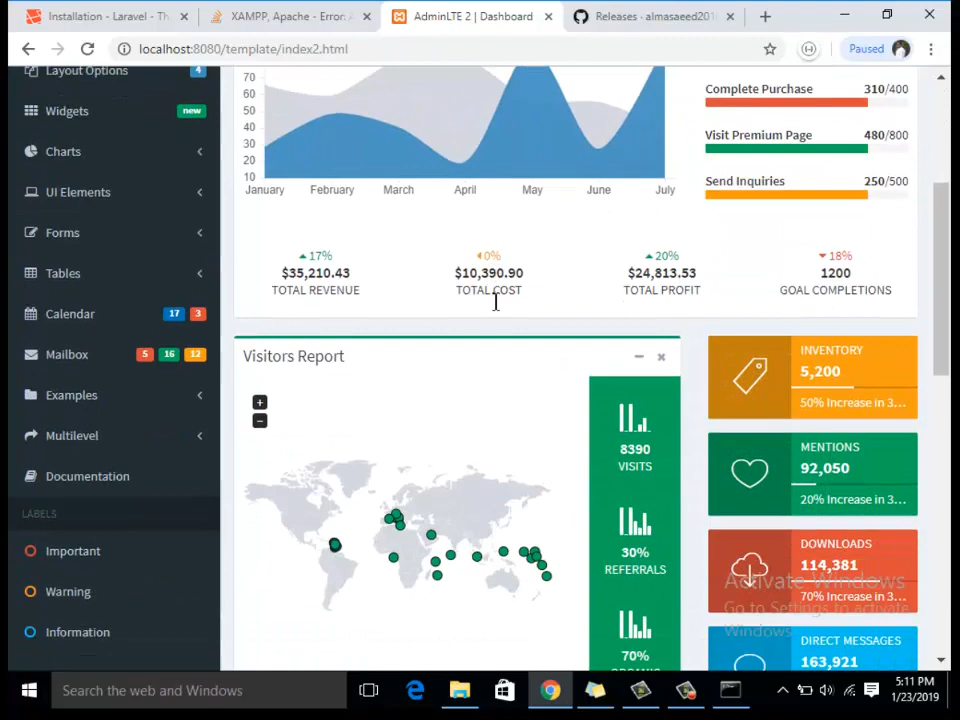 Installation - Laravel - Th
XAMPP, Apache - Error: A
AdminLTE 2 | Dashboard
Releases · almasaeed201
localhost:8080/template/index2.html
Paused
Layout Options 4
Widgets new
Charts
UI Elements
Forms
Tables
Calendar 17 3
Mailbox 5 16 12
Examples
Multilevel
Documentation
LABELS
Important
Warning
Information
70
60
50
40
30
20
10
January February March April May June July
Complete Purchase 310/400
Visit Premium Page 480/800
Send Inquiries 250/500
17%
$35,210.43
TOTAL REVENUE
0%
$10,390.90
TOTAL COST
20%
$24,813.53
TOTAL PROFIT
18%
1200
GOAL COMPLETIONS
Visitors Report
+
−
8390
VISITS
30%
REFERRALS
70%
INVENTORY
5,200
50% Increase in 3...
MENTIONS
92,050
20% Increase in 3...
DOWNLOADS
114,381
70% Increase in 3...
DIRECT MESSAGES
163,921
Activate Windows
Go to Settings to activate
Windows.
Search the web and Windows
5:11 PM
1/23/2019